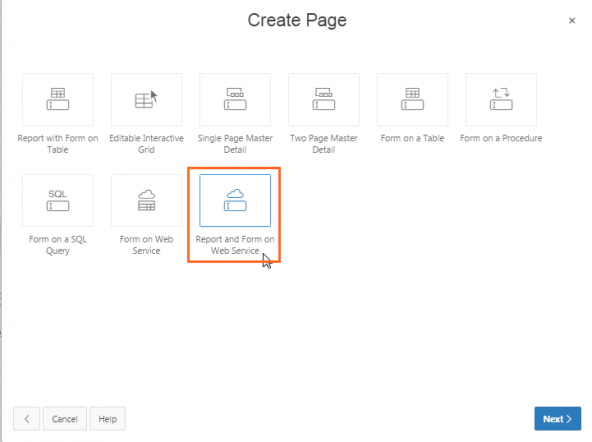 Create Page
×
Report with Form on
Table
Editable Interactive
Grid
Single Page Master
Detail
Two Page Master
Detail
Form on a Table
Form on a Procedure
SQL
Form on a SQL
Query
Form on Web
Service
Report and Form on
Web Service
< Cancel Help Next >